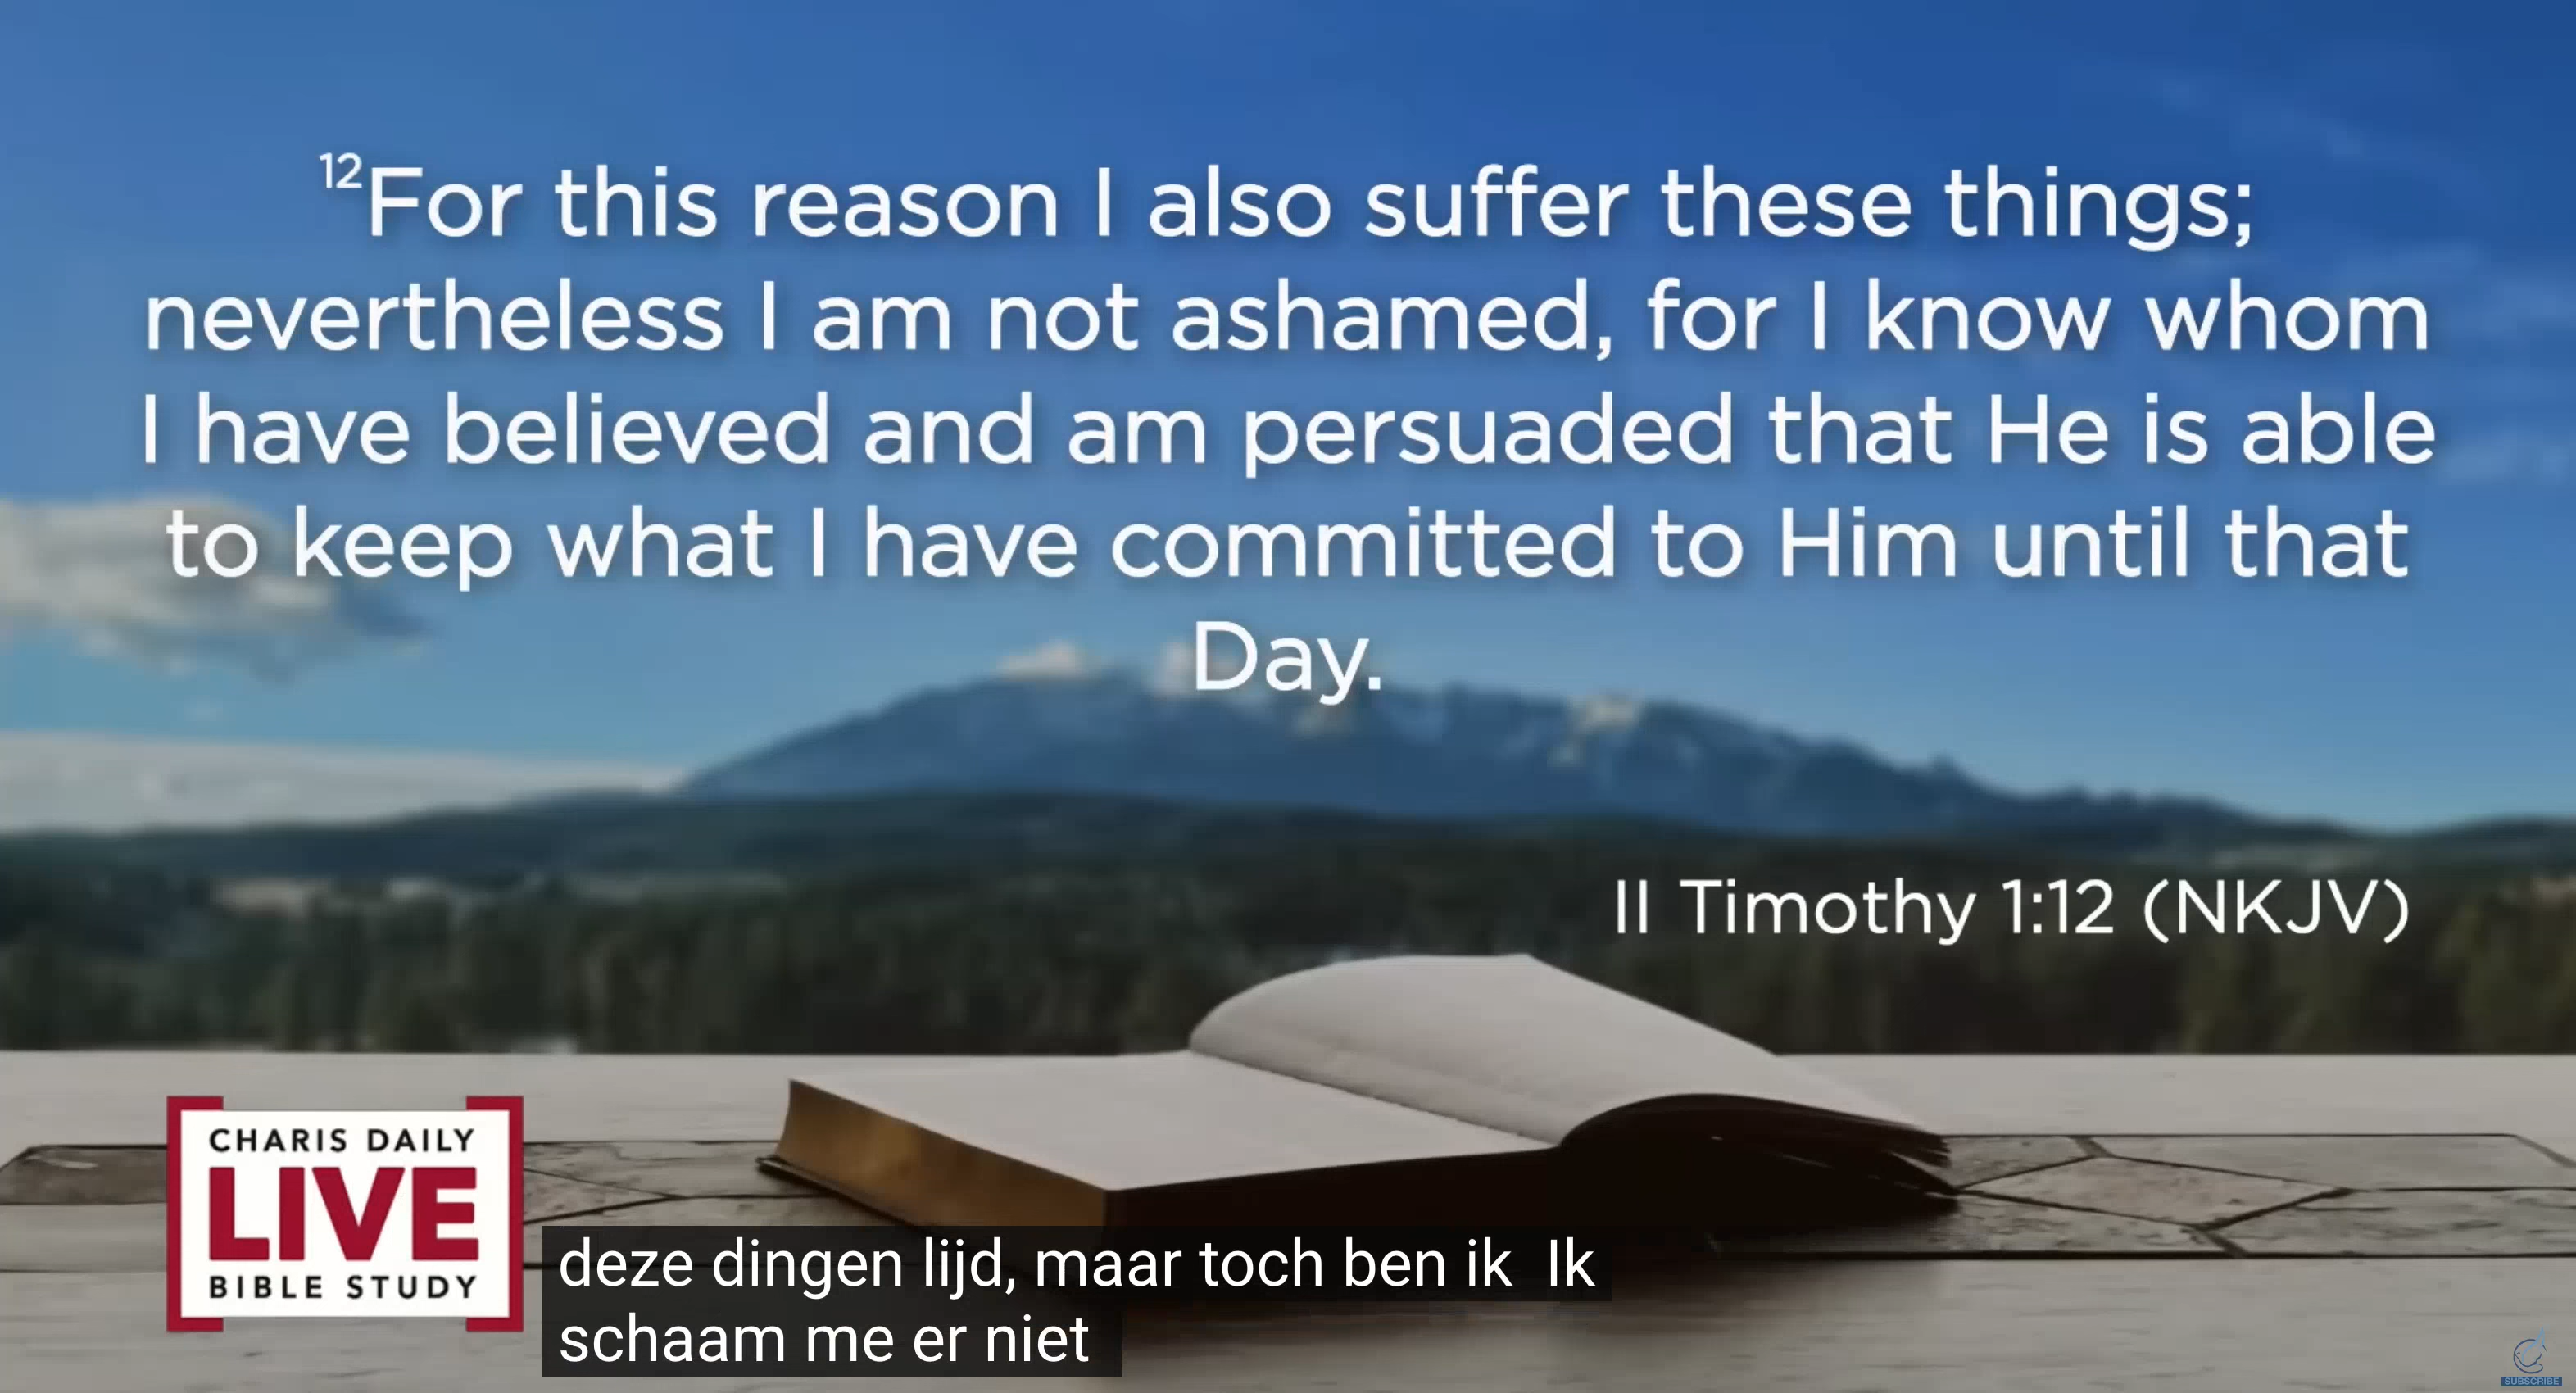 12For this reason I also suffer these things;
nevertheless I am not ashamed, for I know whom
I have believed and am persuaded that He is able
to keep what I have committed to Him until that
Day.
II Timothy 1:12 (NKJV)
CHARIS DAILY
LIVE
BIBLE STUDY
deze dingen lijd, maar toch ben ik  Ik
schaam me er niet
SUBSCRIBE